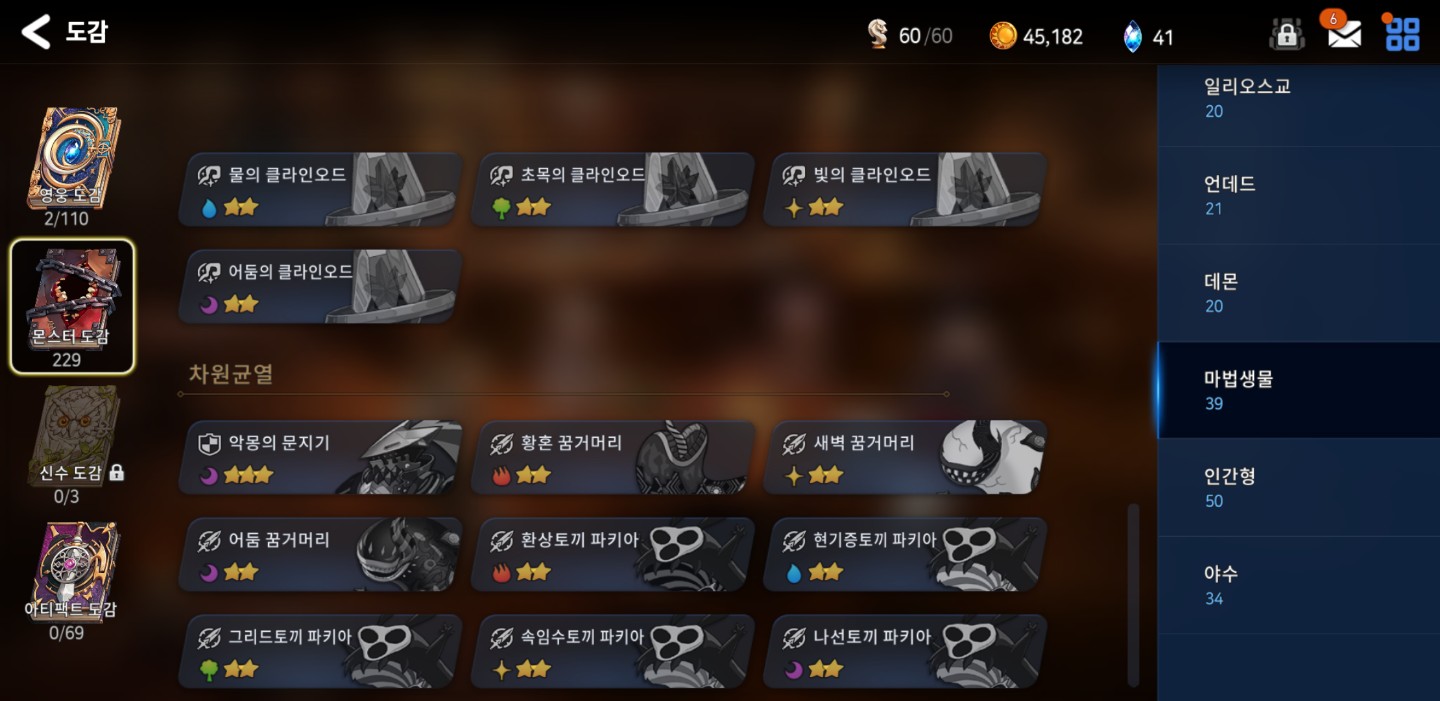 도감
60/60
45,182
41
6
영웅 도감
2/110
몬스터 도감
229
신수 도감
0/3
아티팩트 도감
0/69
물의 클라인오드
초목의 클라인오드
빛의 클라인오드
어둠의 클라인오드
차원균열
악몽의 문지기
황혼 꿈거머리
새벽 꿈거머리
어둠 꿈거머리
환상토끼 파키아
현기증토끼 파키아
그리드토끼 파키아
속임수토끼 파키아
나선토끼 파키아
일리오스교
20
언데드
21
데몬
20
마법생물
39
인간형
50
야수
34